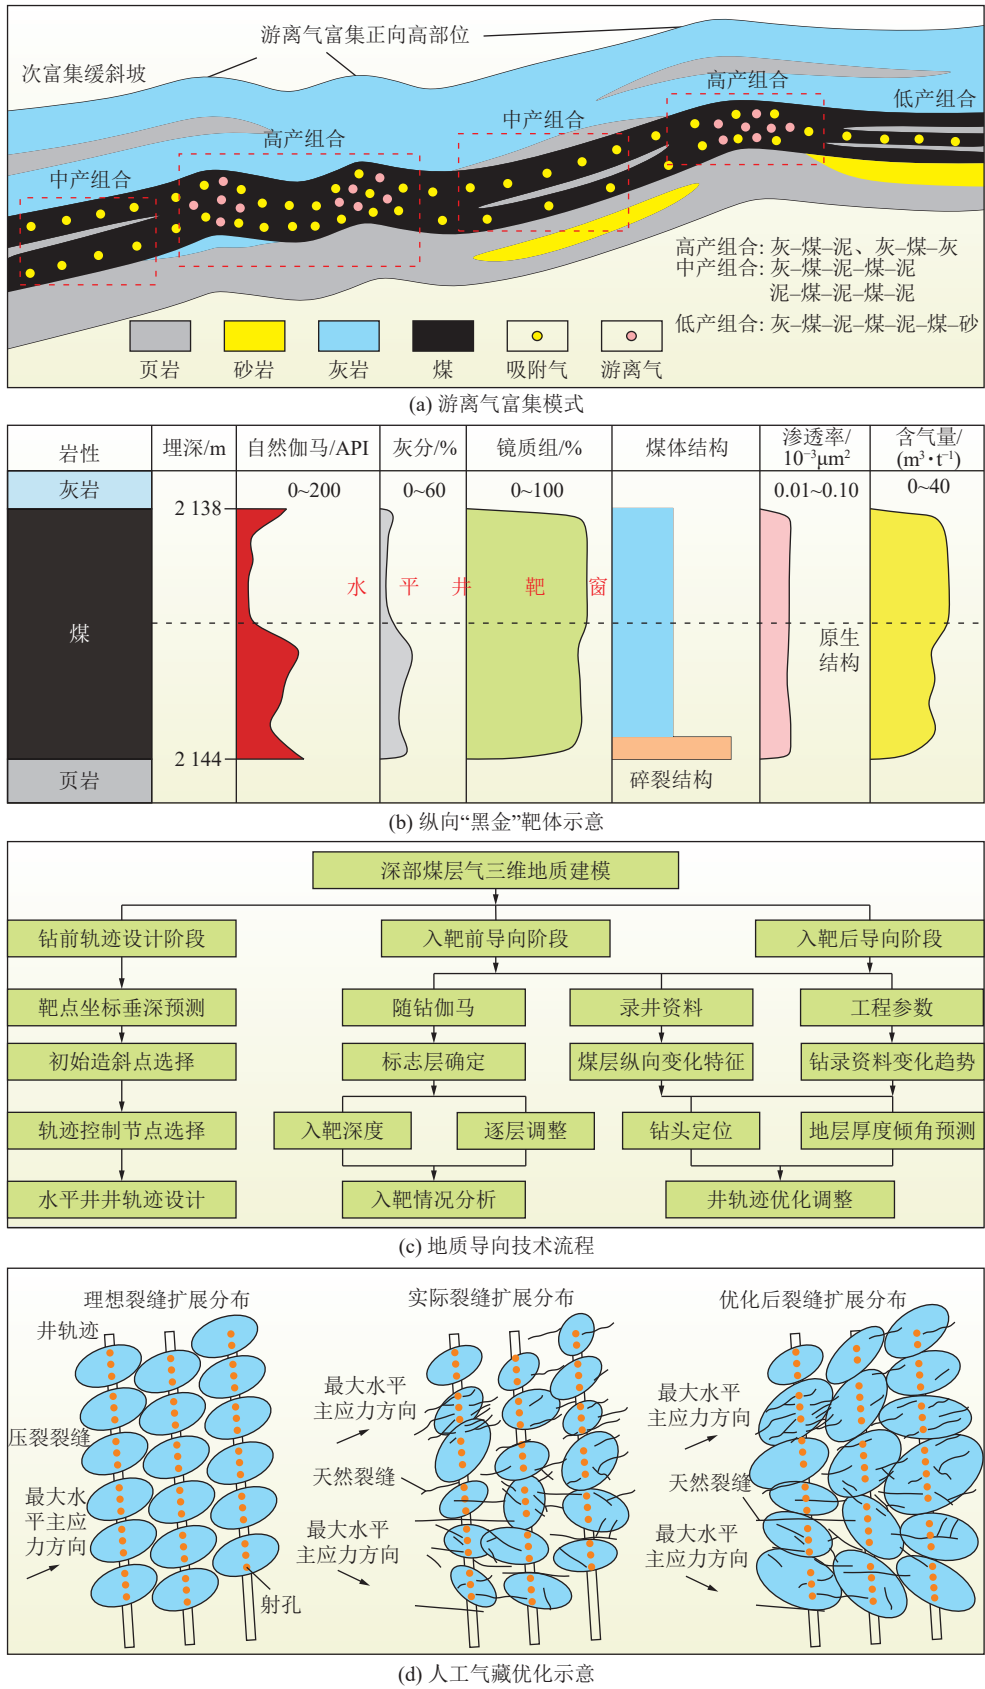 游离气富集正向高部位
次富集缓斜坡
高产组合
低产组合
中产组合
高产组合
中产组合
高产组合: 灰–煤–泥、灰–煤–灰
中产组合: 灰–煤–泥–煤–泥
泥–煤–泥–煤–泥
低产组合: 灰–煤–泥–煤–泥–煤–砂
页岩 砂岩 灰岩 煤 吸附气 游离气
(a) 游离气富集模式
岩性 埋深/m 自然伽马/API 灰分/% 镜质组/% 煤体结构 渗透率/ 10⁻³μm² 含气量/ (m³·t⁻¹)
灰岩 0~200 0~60 0~100 0.01~0.10 0~40
2 138
水平井靶窗
煤
原生
结构
2 144
页岩
碎裂结构
(b) 纵向“黑金”靶体示意
深部煤层气三维地质建模
钻前轨迹设计阶段 入靶前导向阶段 入靶后导向阶段
靶点坐标垂深预测 随钻伽马 录井资料 工程参数
初始造斜点选择 标志层确定 煤层纵向变化特征 钻录资料变化趋势
轨迹控制节点选择 入靶深度 逐层调整 钻头定位 地层厚度倾角预测
水平井井轨迹设计 入靶情况分析 井轨迹优化调整
(c) 地质导向技术流程
理想裂缝扩展分布 实际裂缝扩展分布 优化后裂缝扩展分布
井轨迹
压裂裂缝
最大水
平主应
力方向
射孔
最大水平
主应力方向
天然裂缝
最大水平
主应力方向
最大水平
主应力方向
天然裂缝
最大水平
主应力方向
(d) 人工气藏优化示意